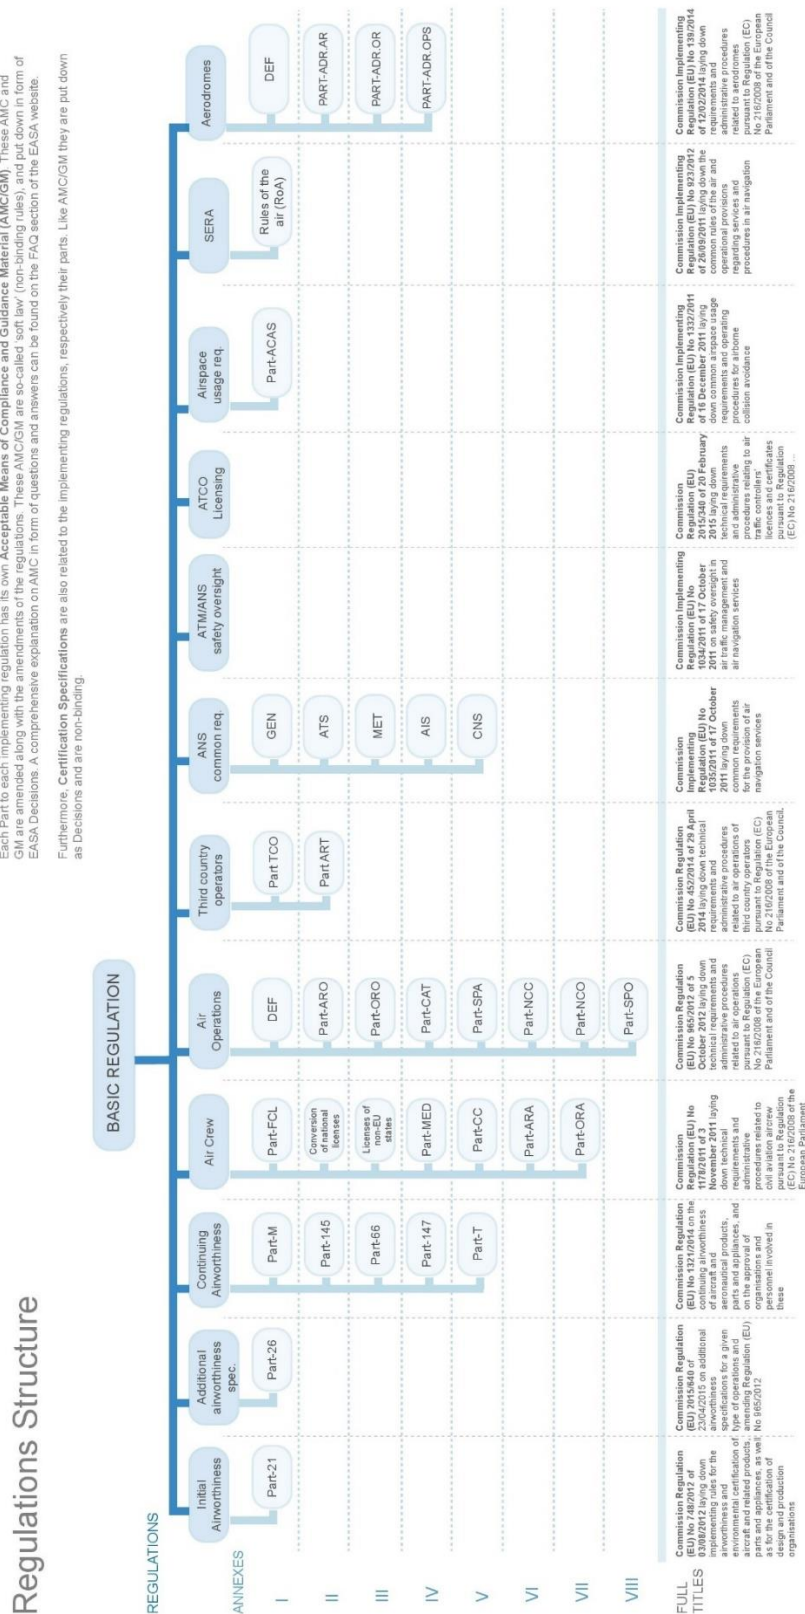 Regulations Structure
Each Part to each implementing regulation has its own Acceptable Means of Compliance and Guidance Material (AMC/GM). These AMC and
GM are amended along with the amendments of the regulations. These AMC/GM are so-called 'soft law' (non-binding rules), and put down in form of
EASA Decisions. A comprehensive explanation on AMC in form of questions and answers can be found on the FAQ section of the EASA website.
Furthermore, Certification Specifications are also related to the implementing regulations, respectively their parts. Like AMC/GM they are put down
as Decisions and are non-binding.
BASIC REGULATION
REGULATIONS
Initial
Airworthiness
Additional
airworthiness
spec.
Continuing
Airworthiness
Air Crew
Air
Operations
Third country
operators
ANS
common req.
ATM/ANS
safety oversight
ATCO
Licensing
Airspace
usage req.
SERA
Aerodromes
ANNEXES
I
Part-21
Part-26
Part-M
Part-FCL
DEF
Part TCO
GEN
Part-ACAS
Rules of the
air (RoA)
DEF
II
Part-145
Conversion
of national
licenses
Part-ARO
Part ART
ATS
PART-ADR.AR
III
Part-66
Licenses of
non-EU
states
Part-ORO
MET
PART-ADR.OR
IV
Part-147
Part-MED
Part-CAT
AIS
PART-ADR.OPS
V
Part-T
Part-CC
Part-SPA
CNS
VI
Part-ARA
Part-NCC
VII
Part-ORA
Part-NCO
VIII
Part-SPO
FULL
TITLES
Commission Regulation
(EU) No 748/2012 of
03/08/2012 laying down
implementing rules for the
airworthiness and
environmental certification of
aircraft and related products,
parts and appliances, as well
as for the certification of
design and production
organisations
Commission Regulation
(EU) 2015/640 of
23/04/2015 on additional
airworthiness
specifications for a given
type of operations and
amending Regulation (EU)
No 965/2012
Commission Regulation
(EU) No 1321/2014 on the
continuing airworthiness
of aircraft and
aeronautical products,
parts and appliances, and
on the approval of
organisations and
personnel involved in
these
Commission
Regulation (EU) No
1178/2011 of 3
November 2011 laying
down technical
requirements and
administrative
procedures related to
civil aviation aircrew
pursuant to Regulation
(EC) No 216/2008 of the
European Parliament
Commission Regulation
(EU) No 965/2012 of 5
October 2012 laying down
technical requirements and
administrative procedures
related to air operations
pursuant to Regulation (EC)
No 216/2008 of the European
Parliament and of the Council
Commission Regulation
(EU) No 452/2014 of 29 April
2014 laying down technical
requirements and
administrative procedures
related to air operations of
third country operators
pursuant to Regulation (EC)
No 216/2008 of the European
Parliament and of the Council.
Commission
Implementing
Regulation (EU) No
1035/2011 of 17 October
2011 laying down
common requirements
for the provision of air
navigation services
Commission Implementing
Regulation (EU) No
1034/2011 of 17 October
2011 on safety oversight in
air traffic management and
air navigation services
Commission
Regulation (EU)
2015/340 of 20 February
2015 laying down
technical requirements
and administrative
procedures relating to air
traffic controllers'
licences and certificates
pursuant to Regulation
(EC) No 216/2008 ...
Commission Implementing
Regulation (EU) No 1332/2011
of 16 December 2011 laying
down common airspace usage
requirements and operating
procedures for airborne
collision avoidance
Commission Implementing
Regulation (EU) No 923/2012
of 26/09/2011 laying down the
common rules of the air and
operational provisions
regarding services and
procedures in air navigation
Commission Implementing
Regulation (EU) No 139/2014
of 12/02/2014 laying down
requirements and
administrative procedures
related to aerodromes
pursuant to Regulation (EC)
No 216/2008 of the European
Parliament and of the Council